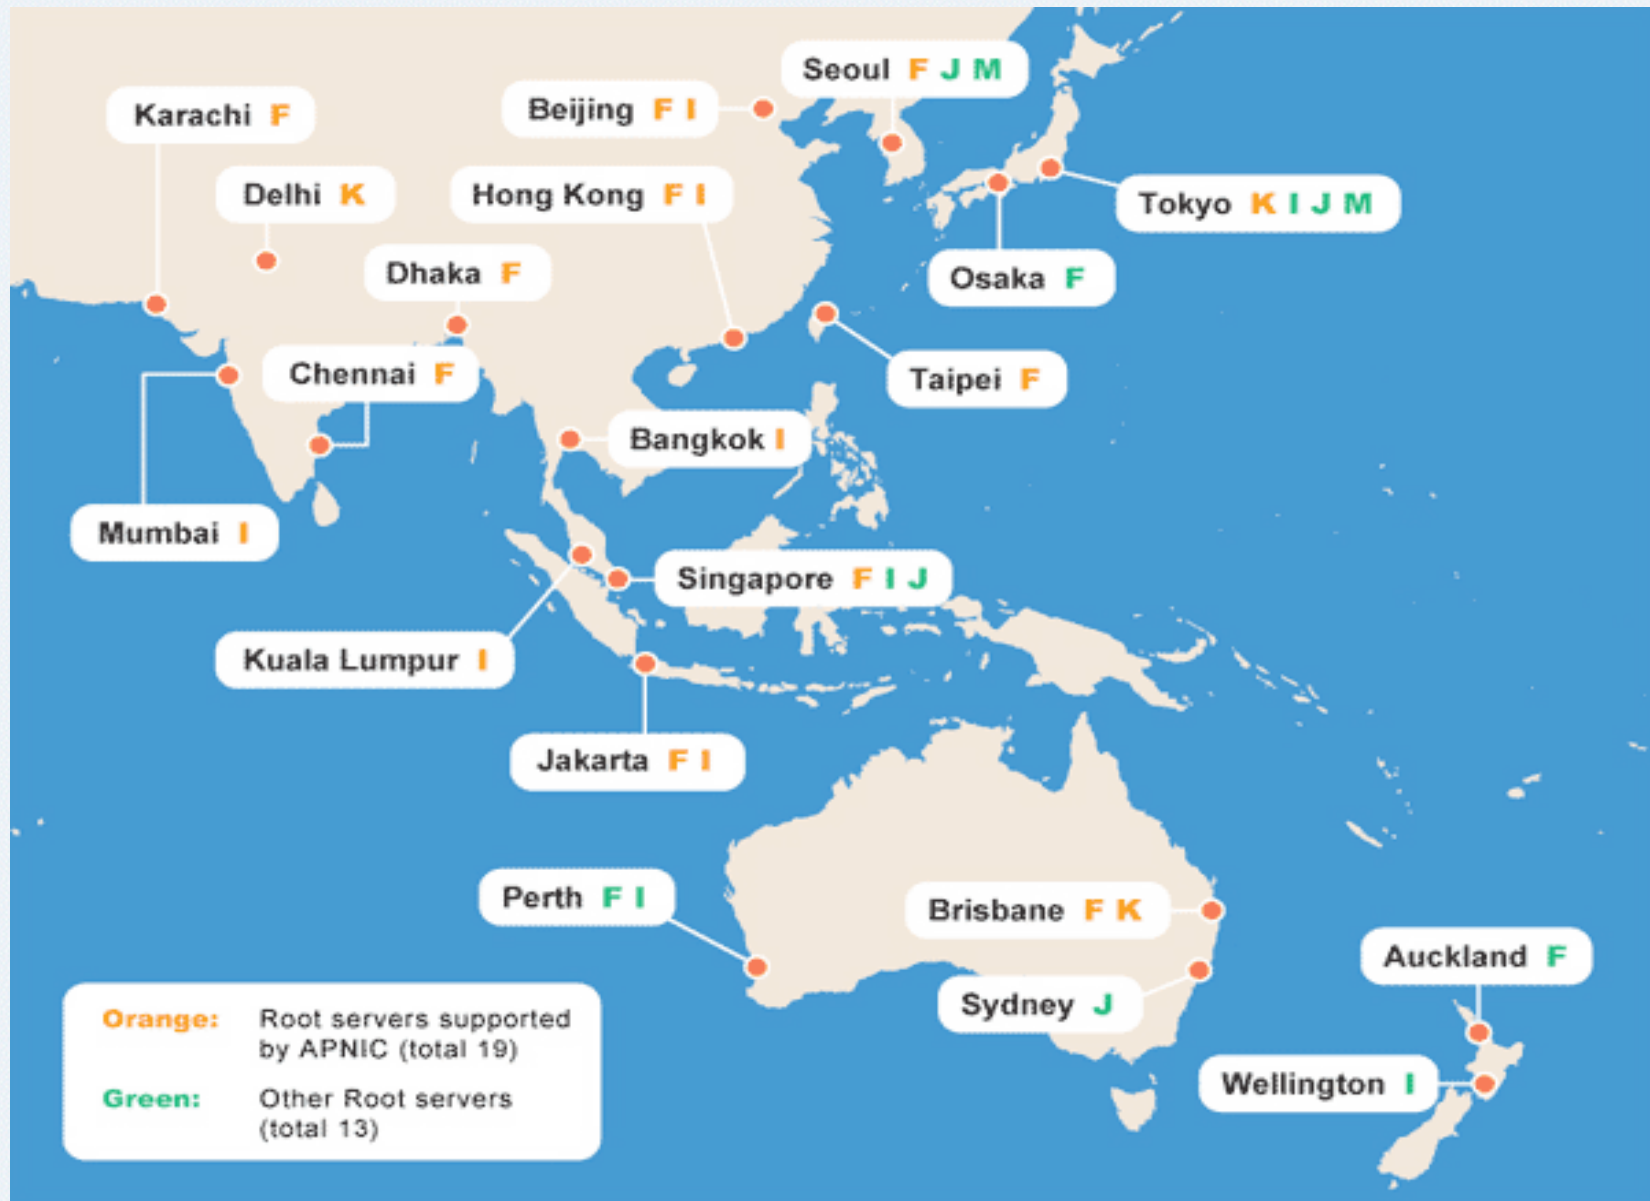 Seoul F J M
Beijing F I
Karachi F
Delhi K
Hong Kong F I
Tokyo K I J M
Dhaka F
Osaka F
Chennai F
Taipei F
Bangkok I
Mumbai I
Singapore F I J
Kuala Lumpur I
Jakarta F I
Perth F I
Brisbane F K
Auckland F
Sydney J
Wellington I
Orange: Root servers supported
by APNIC (total 19)
Green: Other Root servers
(total 13)